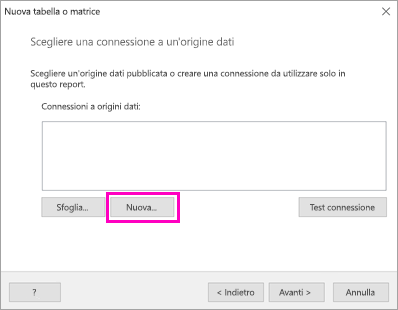 Nuova tabella o matrice
Scegliere una connessione a un'origine dati
Scegliere un'origine dati pubblicata o creare una connessione da utilizzare solo in
questo report.
Connessioni a origini dati:
Sfoglia...
Nuova...
Test connessione
?
< Indietro
Avanti >
Annulla